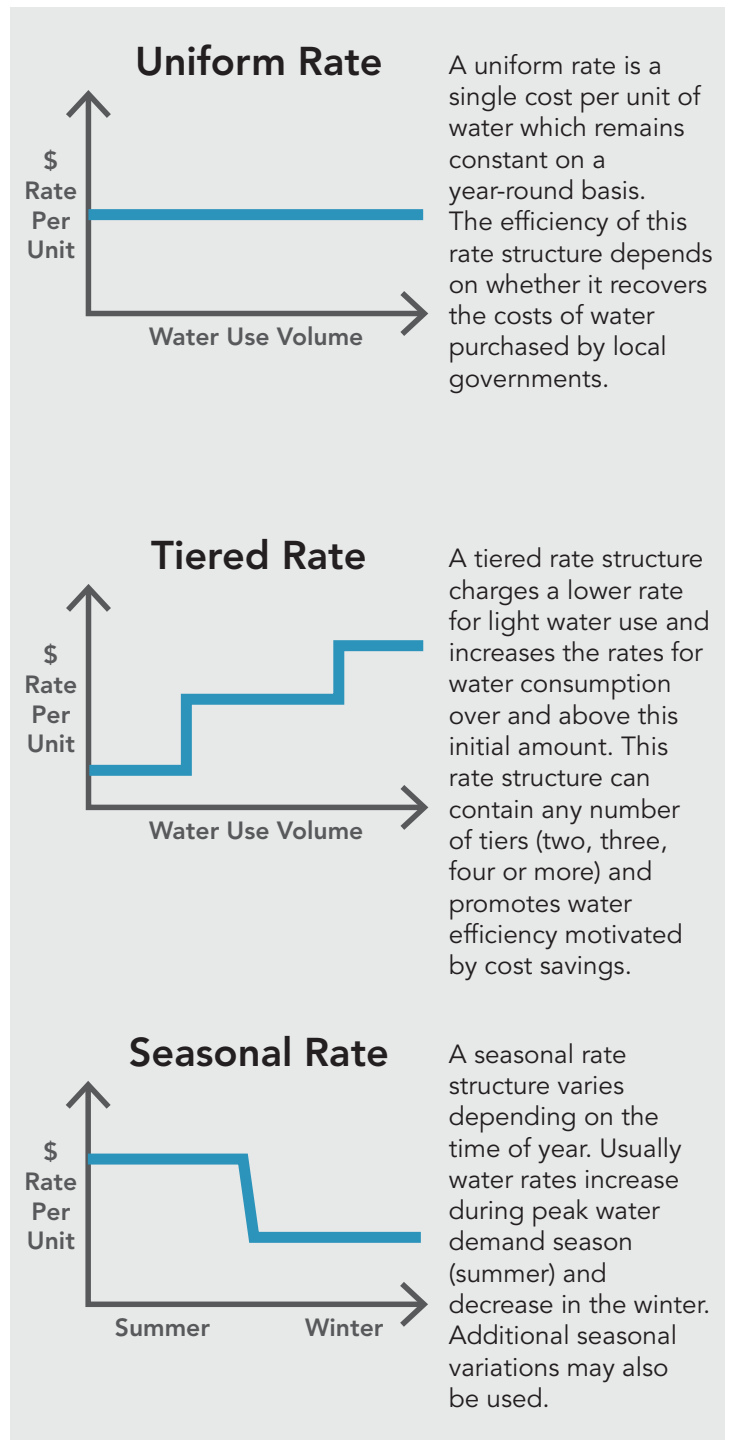 Uniform Rate
$
Rate
Per
Unit
Water Use Volume
A uniform rate is a
single cost per unit of
water which remains
constant on a
year-round basis.
The efficiency of this
rate structure depends
on whether it recovers
the costs of water
purchased by local
governments.
Tiered Rate
$
Rate
Per
Unit
Water Use Volume
A tiered rate structure
charges a lower rate
for light water use and
increases the rates for
water consumption
over and above this
initial amount. This
rate structure can
contain any number
of tiers (two, three,
four or more) and
promotes water
efficiency motivated
by cost savings.
Seasonal Rate
$
Rate
Per
Unit
Summer
Winter
A seasonal rate
structure varies
depending on the
time of year. Usually
water rates increase
during peak water
demand season
(summer) and
decrease in the winter.
Additional seasonal
variations may also
be used.